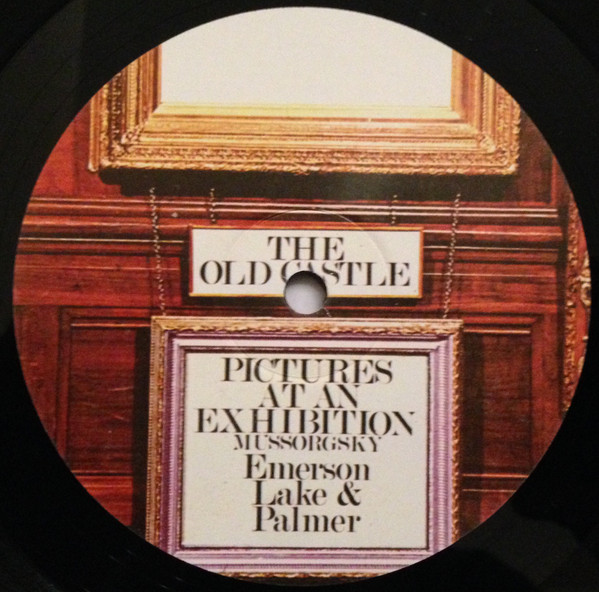 THE
OLD CASTLE
PICTURES
AT AN
EXHIBITION
MUSSORGSKY
Emerson
Lake &
Palmer